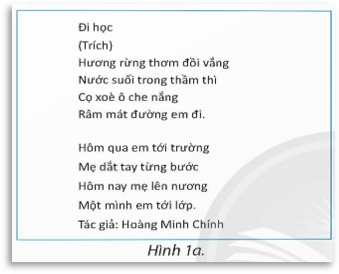 Đi học
(Trích)
Hương rừng thơm đồi vắng
Nước suối trong thầm thì
Cọ xoè ô che nắng
Râm mát đường em đi.
Hôm qua em tới trường
Mẹ dắt tay từng bước
Hôm nay mẹ lên nương
Một mình em tới lớp.
Tác giả: Hoàng Minh Chính
Hình 1a.